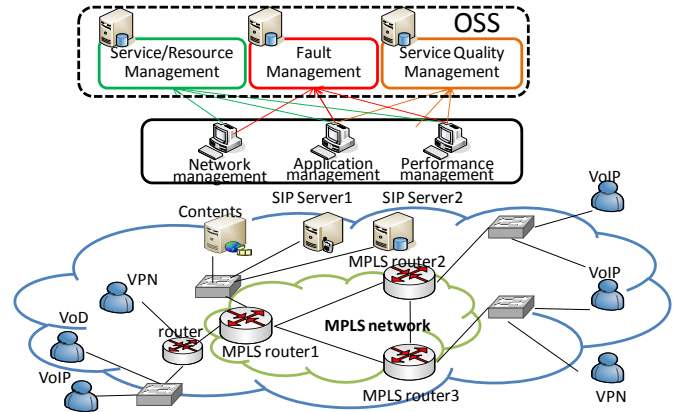 OSS
Service/Resource
Management
Fault
Management
Service Quality
Management
Network
management
Application
management
Performance
management
SIP Server1
SIP Server2
Contents
VoIP
MPLS router2
VPN
VoIP
VoD
router
MPLS network
MPLS router1
VoIP
MPLS router3
VPN